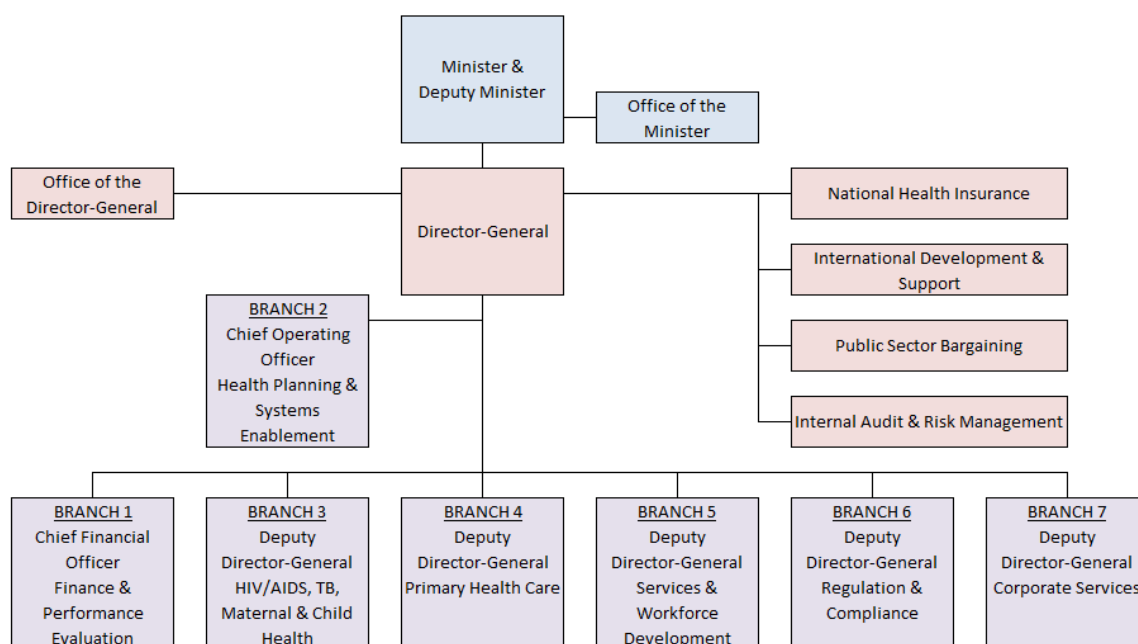 Minister &
Deputy Minister
Office of the
Minister
Office of the
Director-General
Director-General
National Health Insurance
International Development &
Support
Public Sector Bargaining
Internal Audit & Risk Management
BRANCH 2
Chief Operating
Officer
Health Planning &
Systems
Enablement
BRANCH 1
Chief Financial
Officer
Finance &
Performance
Evaluation
BRANCH 3
Deputy
Director-General
HIV/AIDS, TB,
Maternal & Child
Health
BRANCH 4
Deputy
Director-General
Primary Health Care
BRANCH 5
Deputy
Director-General
Services &
Workforce
Development
BRANCH 6
Deputy
Director-General
Regulation &
Compliance
BRANCH 7
Deputy
Director-General
Corporate Services